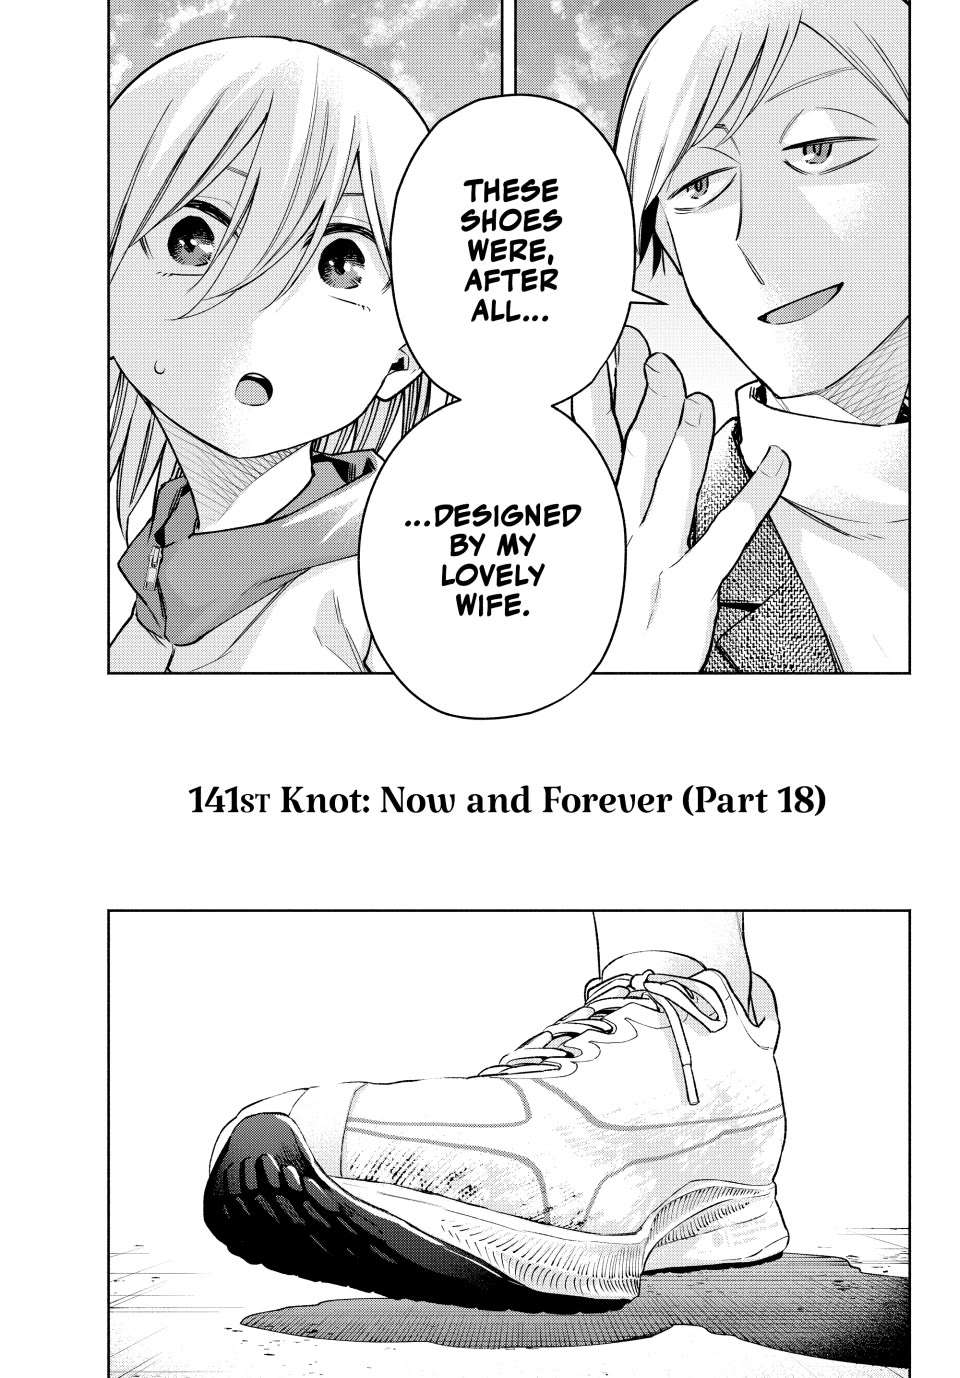 THESE
SHOES
WERE,
AFTER
ALL...
...DESIGNED
BY MY
LOVELY
WIFE.
141ST Knot: Now and Forever (Part 18)